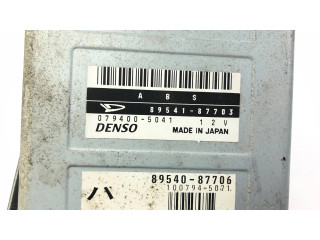 A B S
89541-87703
079400-5041 12V
DENSO MADE IN JAPAN
ハ 89540-87706
100794-5071.